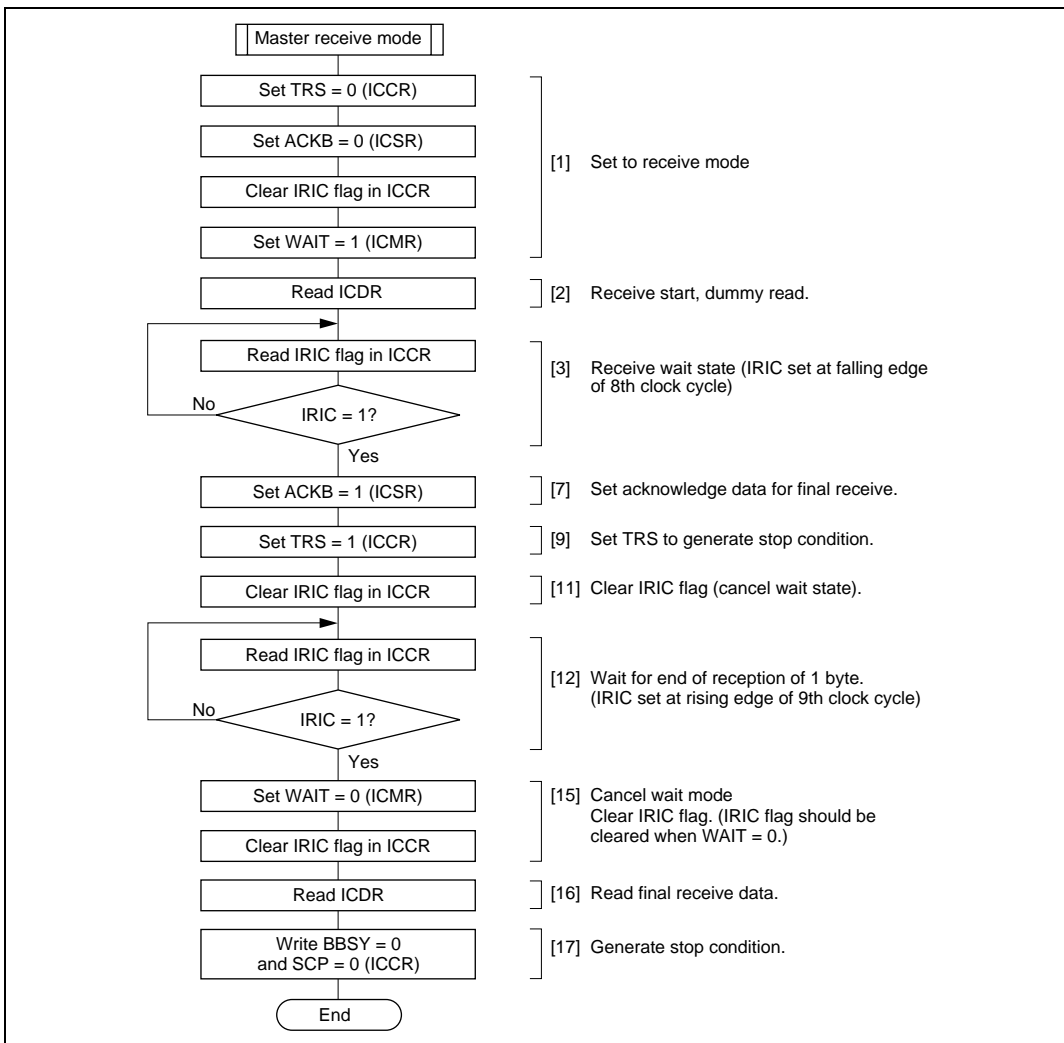 Master receive mode
Set TRS = 0 (ICCR)
Set ACKB = 0 (ICSR)
Clear IRIC flag in ICCR
Set WAIT = 1 (ICMR)
[1] Set to receive mode
Read ICDR
[2] Receive start, dummy read.
Read IRIC flag in ICCR
[3] Receive wait state (IRIC set at falling edge
of 8th clock cycle)
No
IRIC = 1?
Yes
Set ACKB = 1 (ICSR)
[7] Set acknowledge data for final receive.
Set TRS = 1 (ICCR)
[9] Set TRS to generate stop condition.
Clear IRIC flag in ICCR
[11] Clear IRIC flag (cancel wait state).
Read IRIC flag in ICCR
[12] Wait for end of reception of 1 byte.
(IRIC set at rising edge of 9th clock cycle)
No
IRIC = 1?
Yes
Set WAIT = 0 (ICMR)
Clear IRIC flag in ICCR
[15] Cancel wait mode
Clear IRIC flag. (IRIC flag should be
cleared when WAIT = 0.)
Read ICDR
[16] Read final receive data.
Write BBSY = 0
and SCP = 0 (ICCR)
[17] Generate stop condition.
End